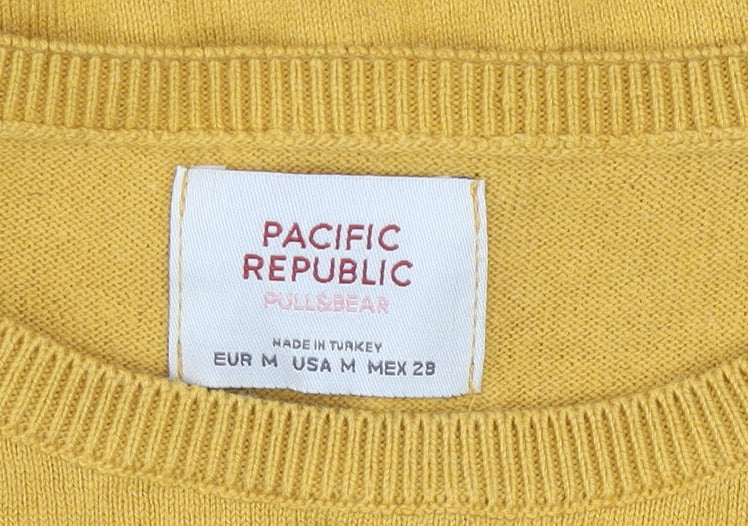 PACIFIC
REPUBLIC
PULL&BEAR
MADE IN TURKEY
EUR M USA M MEX 28